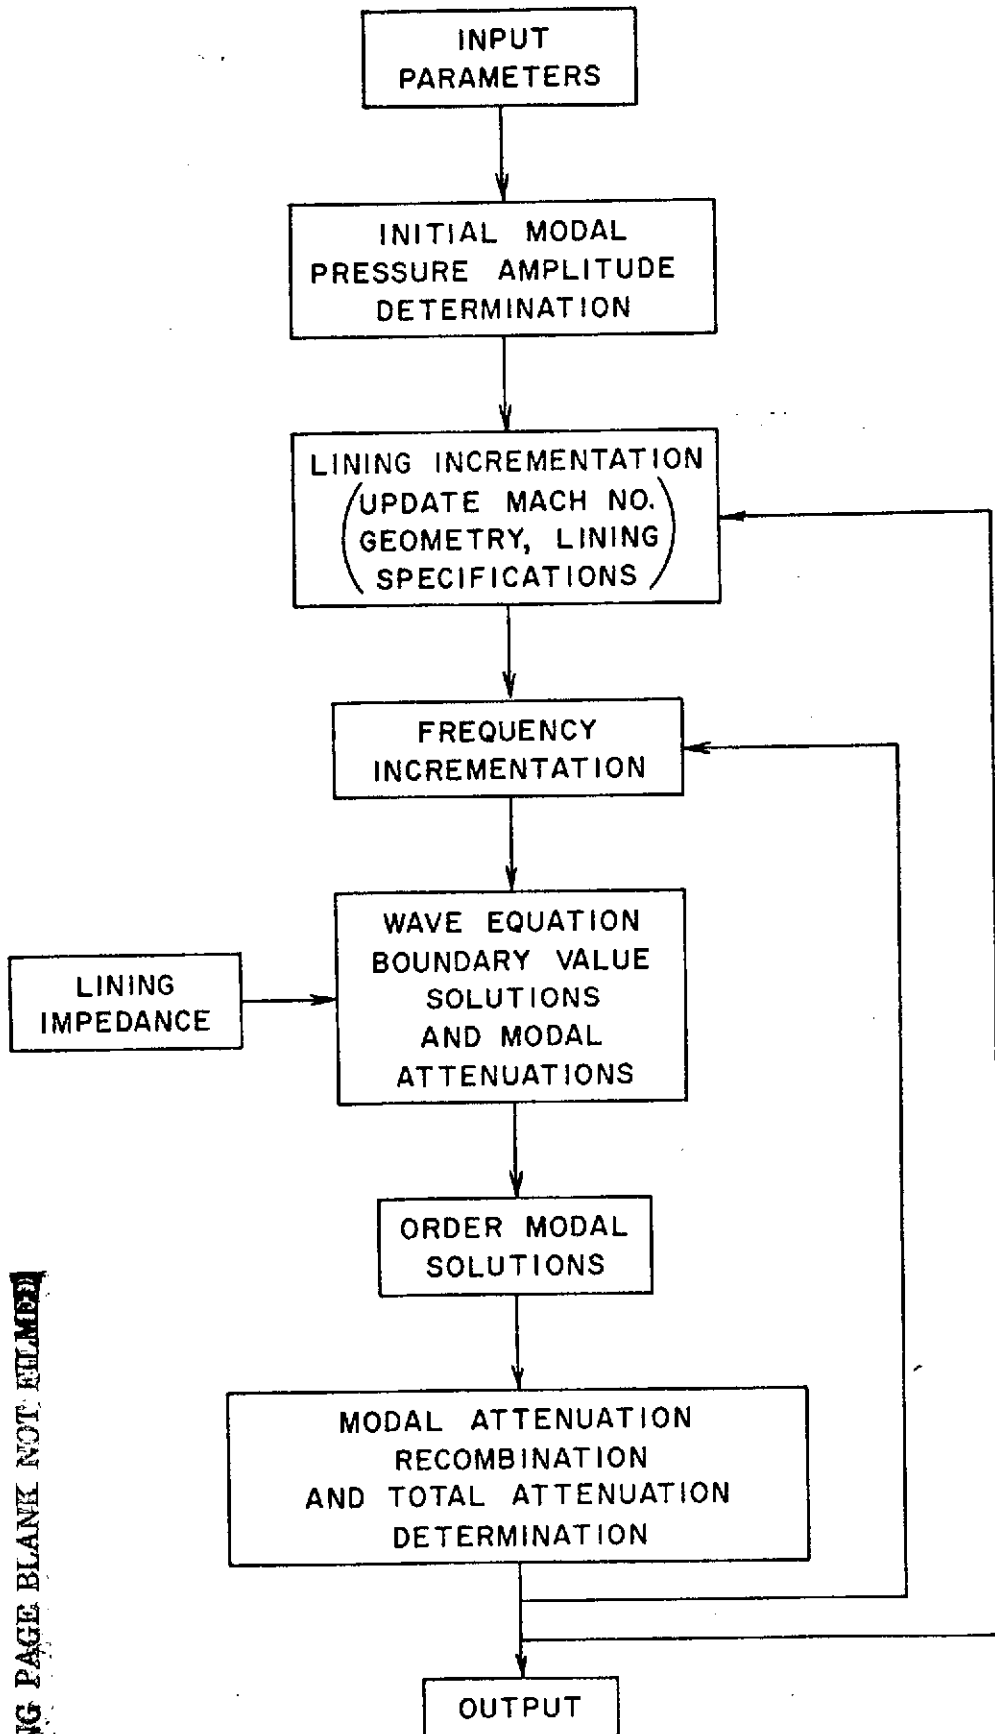 INPUT
PARAMETERS
INITIAL MODAL
PRESSURE AMPLITUDE
DETERMINATION
LINING INCREMENTATION
(UPDATE MACH NO.
GEOMETRY, LINING
SPECIFICATIONS)
FREQUENCY
INCREMENTATION
WAVE EQUATION
BOUNDARY VALUE
SOLUTIONS
AND MODAL
ATTENUATIONS
LINING
IMPEDANCE
ORDER MODAL
SOLUTIONS
MODAL ATTENUATION
RECOMBINATION
AND TOTAL ATTENUATION
DETERMINATION
OUTPUT
NG PAGE BLANK NOT FILMED